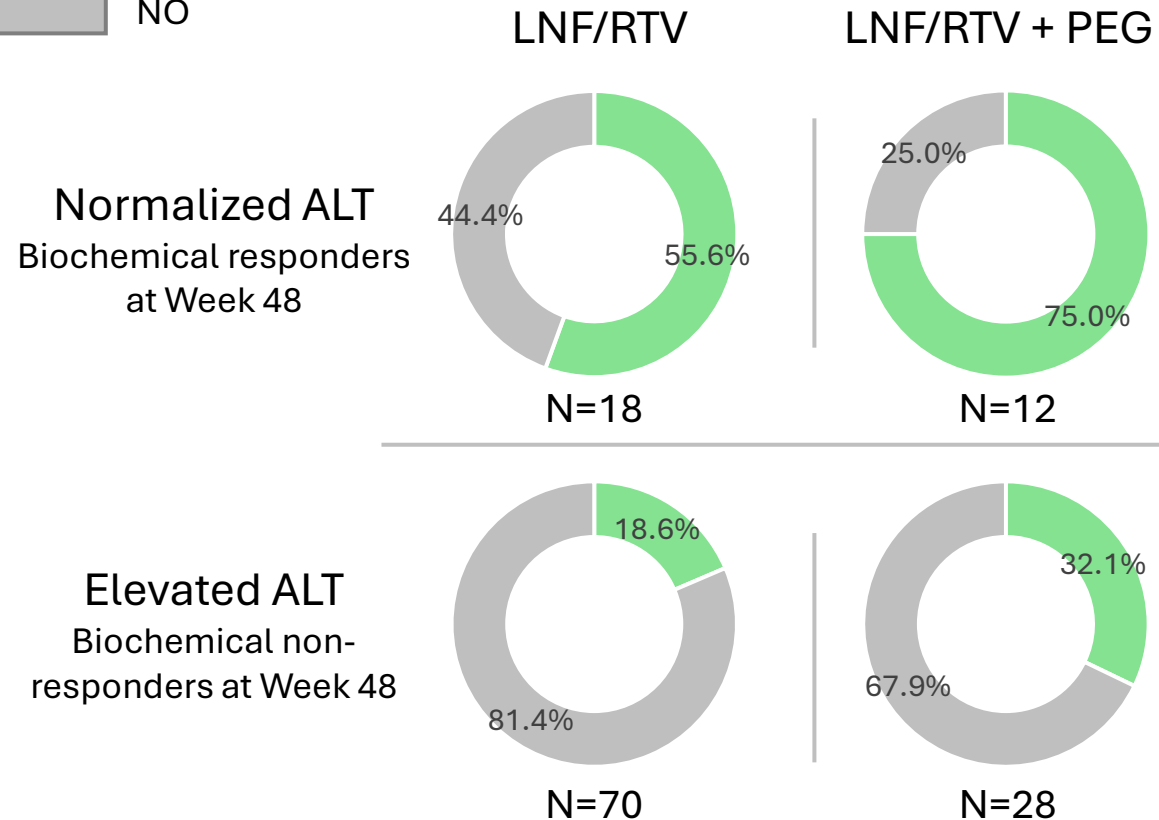 NO
LNF/RTV
LNF/RTV + PEG
Normalized ALT
Biochemical responders
at Week 48
44.4%
55.6%
25.0%
75.0%
N=18
N=12
Elevated ALT
Biochemical non-
responders at Week 48
18.6%
81.4%
32.1%
67.9%
N=70
N=28